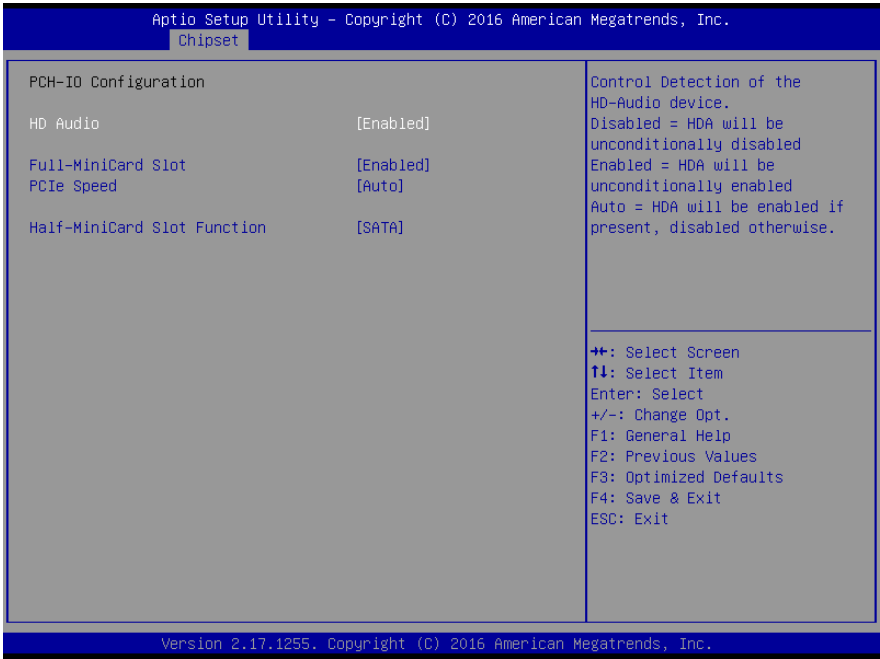 Aptio Setup Utility – Copyright (C) 2016 American Megatrends, Inc.
Chipset
PCH-IO Configuration
HD Audio [Enabled]
Full-MiniCard Slot [Enabled]
PCIe Speed [Auto]
Half-MiniCard Slot Function [SATA]
Control Detection of the
HD-Audio device.
Disabled = HDA will be
unconditionally disabled
Enabled = HDA will be
unconditionally enabled
Auto = HDA will be enabled if
present, disabled otherwise.
→←: Select Screen
↑↓: Select Item
Enter: Select
+/-: Change Opt.
F1: General Help
F2: Previous Values
F3: Optimized Defaults
F4: Save & Exit
ESC: Exit
Version 2.17.1255. Copyright (C) 2016 American Megatrends, Inc.